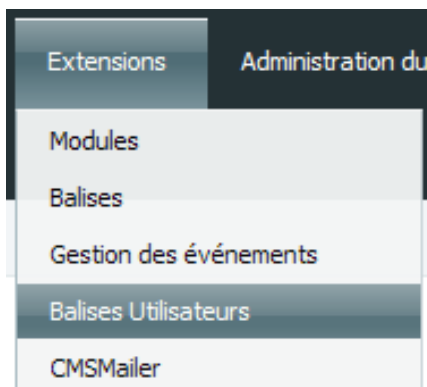 Extensions Administration du
Modules
Balises
Gestion des événements
Balises Utilisateurs
CMSMailer